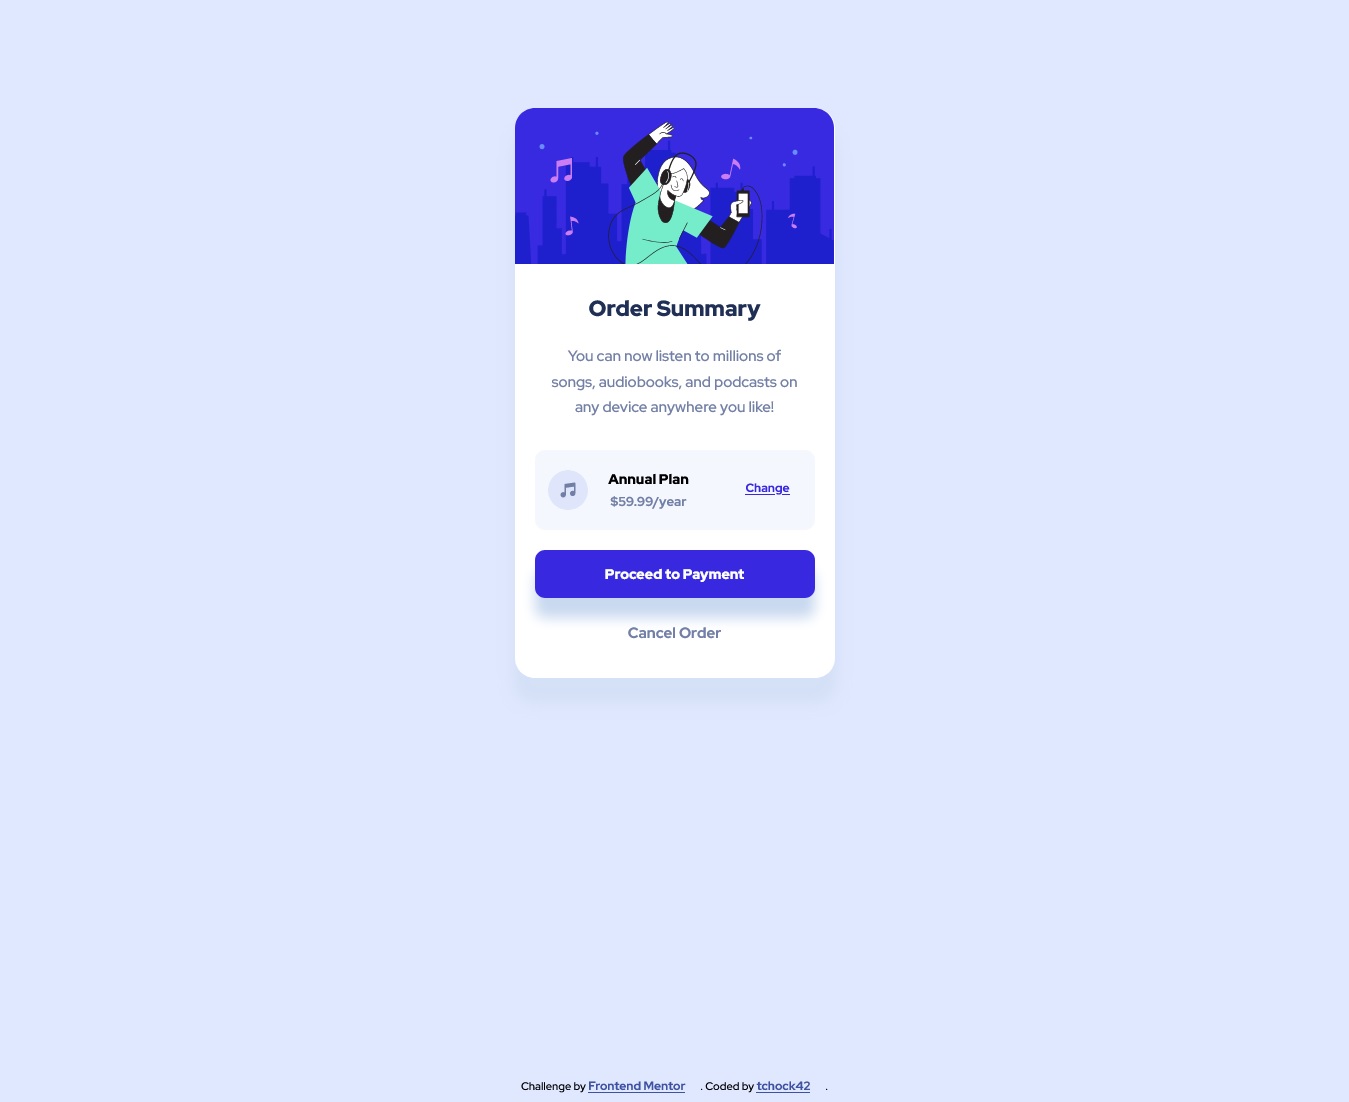 Order Summary
You can now listen to millions of
songs, audiobooks, and podcasts on
any device anywhere you like!
Annual Plan
$59.99/year
Change
Proceed to Payment
Cancel Order
Challenge by Frontend Mentor . Coded by tchock42 .